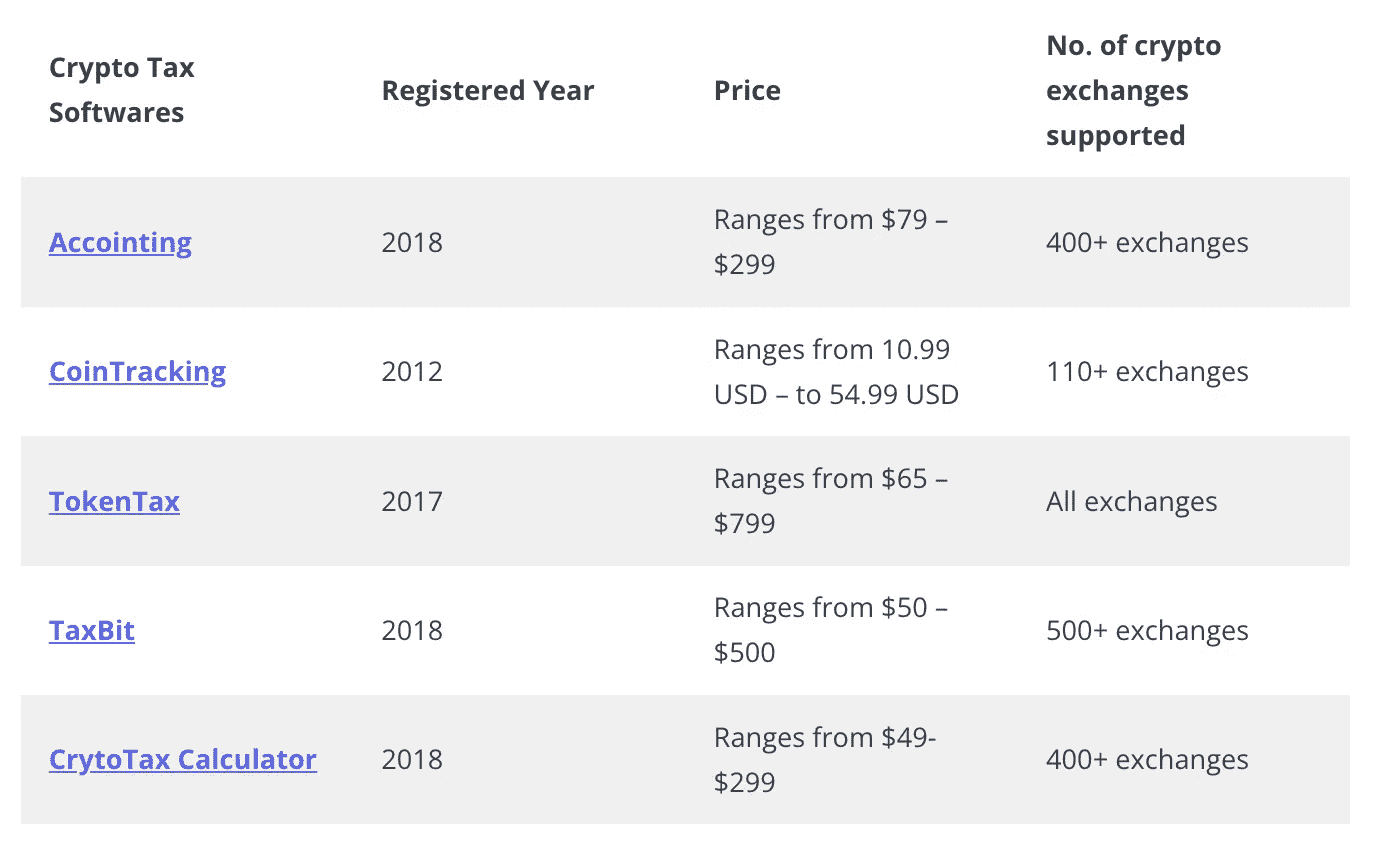 Crypto Tax
Softwares
Registered Year
Price
No. of crypto
exchanges
supported
Accointing
2018
Ranges from $79 –
$299
400+ exchanges
CoinTracking
2012
Ranges from 10.99
USD – to 54.99 USD
110+ exchanges
TokenTax
2017
Ranges from $65 –
$799
All exchanges
TaxBit
2018
Ranges from $50 –
$500
500+ exchanges
CrytoTax Calculator
2018
Ranges from $49-
$299
400+ exchanges